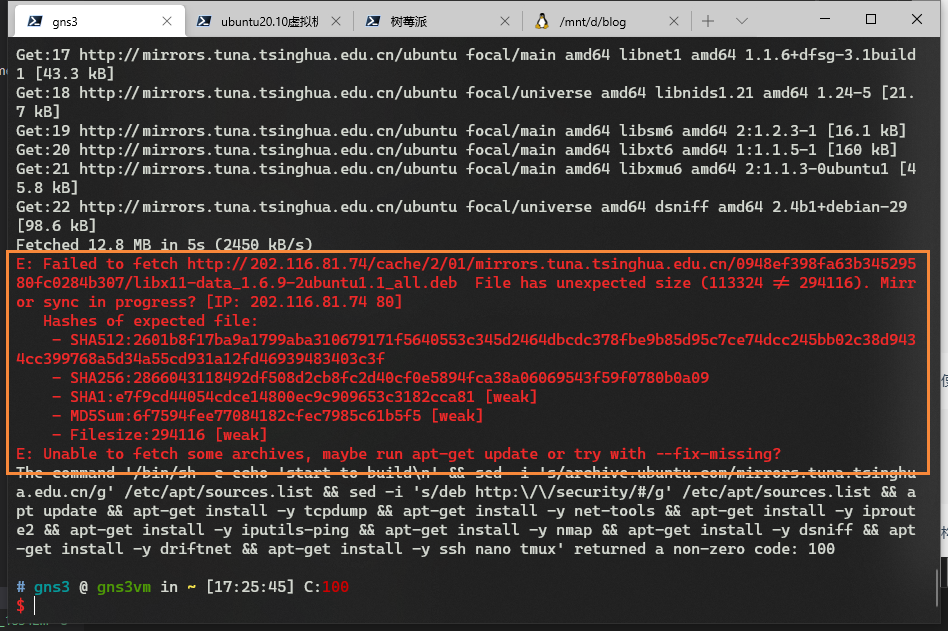 gns3
ubuntu20.10虚拟机
树莓派
/mnt/d/blog
Get:17 http://mirrors.tuna.tsinghua.edu.cn/ubuntu focal/main amd64 libnet1 amd64 1.1.6+dfsg-3.1build
1 [43.3 kB]
Get:18 http://mirrors.tuna.tsinghua.edu.cn/ubuntu focal/universe amd64 libnids1.21 amd64 1.24-5 [21.
7 kB]
Get:19 http://mirrors.tuna.tsinghua.edu.cn/ubuntu focal/main amd64 libsm6 amd64 2:1.2.3-1 [16.1 kB]
Get:20 http://mirrors.tuna.tsinghua.edu.cn/ubuntu focal/main amd64 libxt6 amd64 1:1.1.5-1 [160 kB]
Get:21 http://mirrors.tuna.tsinghua.edu.cn/ubuntu focal/main amd64 libxmu6 amd64 2:1.1.3-0ubuntu1 [4
5.8 kB]
Get:22 http://mirrors.tuna.tsinghua.edu.cn/ubuntu focal/universe amd64 dsniff amd64 2.4b1+debian-29
[98.6 kB]
Fetched 12.8 MB in 5s (2450 kB/s)
E: Failed to fetch http://202.116.81.74/cache/2/01/mirrors.tuna.tsinghua.edu.cn/0948ef398fa63b345295
80fc0284b307/libx11-data_1.6.9-2ubuntu1.1_all.deb  File has unexpected size (113324 != 294116). Mirr
or sync in progress? [IP: 202.116.81.74 80]
   Hashes of expected file:
    - SHA512:2601b8f17ba9a1799aba310679171f5640553c345d2464dbcdc378fbe9b85d95c7ce74dcc245bb02c38d943
4cc399768a5d34a55cd931a12fd46939483403c3f
    - SHA256:2866043118492df508d2cb8fc2d40cf0e5894fca38a06069543f59f0780b0a09
    - SHA1:e7f9cd44054cdce14800ec9c909653c3182cca81 [weak]
    - MD5Sum:6f7594fee77084182cfec7985c61b5f5 [weak]
    - Filesize:294116 [weak]
E: Unable to fetch some archives, maybe run apt-get update or try with --fix-missing?
The command '/bin/sh -c echo 'start to build\n' && sed -i 's/archive.ubuntu.com/mirrors.tuna.tsinghu
a.edu.cn/g' /etc/apt/sources.list && sed -i 's/deb http:\/\/security/#/g' /etc/apt/sources.list && a
pt update && apt-get install -y tcpdump && apt-get install -y net-tools && apt-get install -y iprout
e2 && apt-get install -y iputils-ping && apt-get install -y nmap && apt-get install -y dsniff && apt
-get install -y driftnet && apt-get install -y ssh nano tmux' returned a non-zero code: 100
# gns3 @ gns3vm in ~ [17:25:45] C:100
$